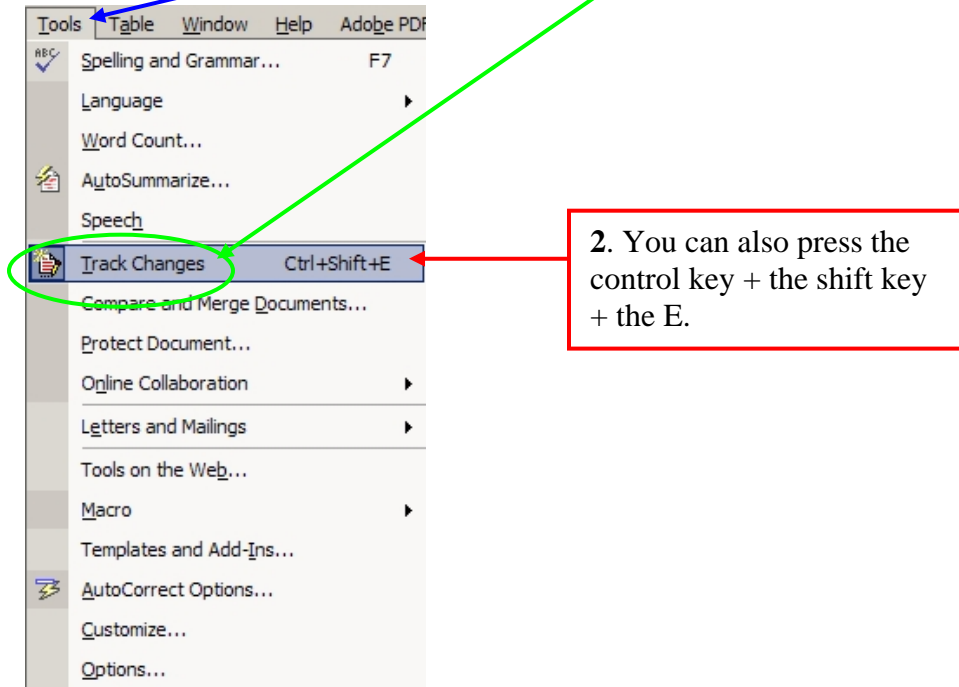 Tools Table Window Help Adobe PDF
ABC Spelling and Grammar... F7
Language
Word Count...
AutoSummarize...
Speech
Track Changes Ctrl+Shift+E
Compare and Merge Documents...
Protect Document...
Online Collaboration
Letters and Mailings
Tools on the Web...
Macro
Templates and Add-Ins...
AutoCorrect Options...
Customize...
Options...
2. You can also press the
control key + the shift key
+ the E.